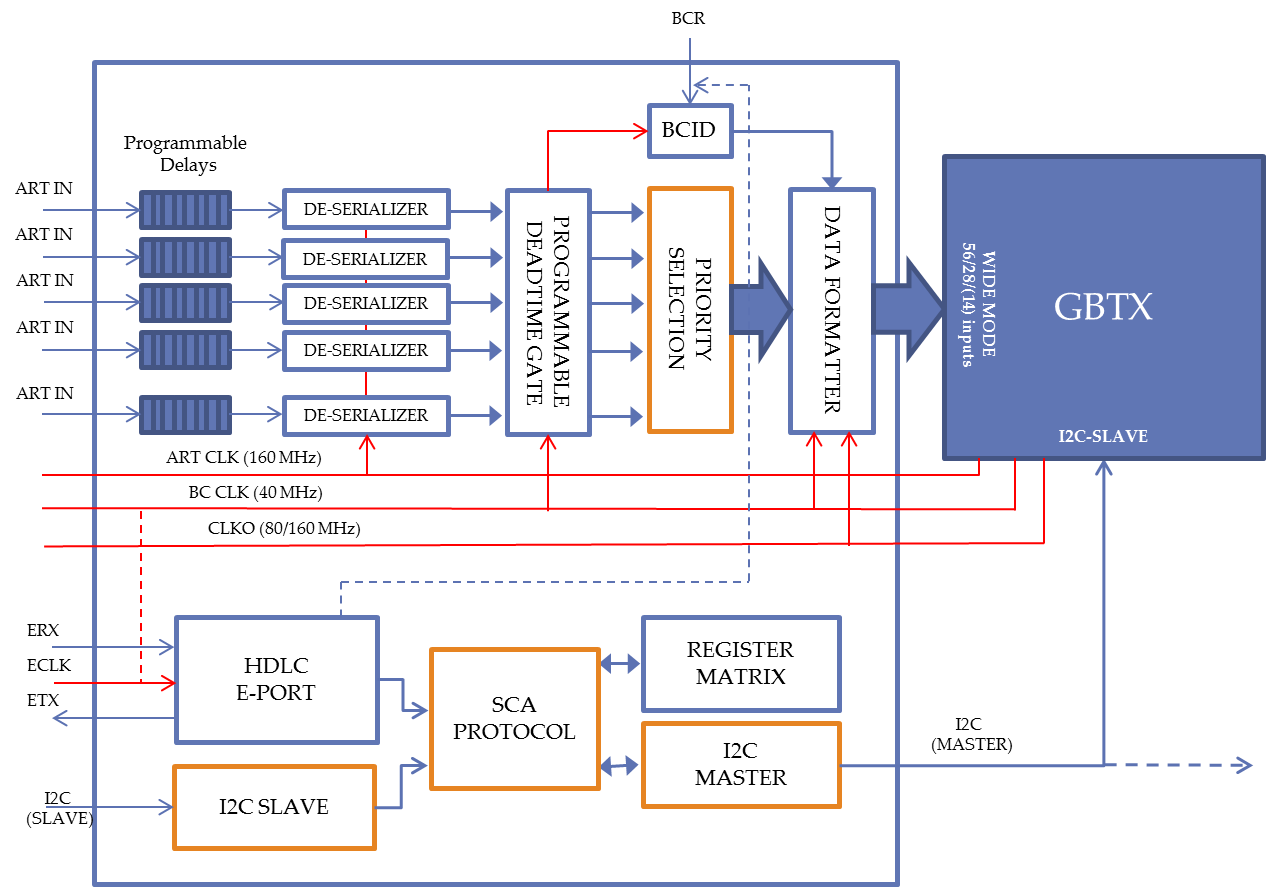 BCR
BCID
Programmable
Delays
ART IN
ART IN
ART IN
ART IN
ART IN
DE-SERIALIZER
DE-SERIALIZER
DE-SERIALIZER
DE-SERIALIZER
DE-SERIALIZER
PROGRAMMABLE
DEADTIME GATE
PRIORITY
SELECTION
DATA FORMATTER
WIDE MODE
56/28/(14) inputs
GBTX
I2C-SLAVE
ART CLK (160 MHz)
BC CLK (40 MHz)
CLKO (80/160 MHz)
ERX
ECLK
ETX
HDLC
E-PORT
SCA
PROTOCOL
REGISTER
MATRIX
I2C
MASTER
I2C
(MASTER)
I2C
(SLAVE)
I2C SLAVE